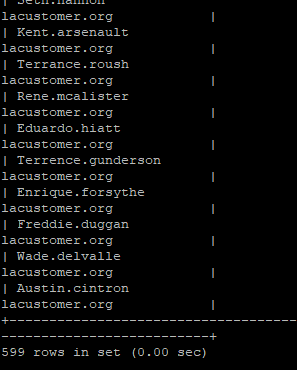 lacustomer.org |
| Kent.arsenault
lacustomer.org |
| Terrance.roush
lacustomer.org |
| Rene.mcalister
lacustomer.org |
| Eduardo.hiatt
lacustomer.org |
| Terrence.gunderson
lacustomer.org |
| Enrique.forsythe
lacustomer.org |
| Freddie.duggan
lacustomer.org |
| Wade.delvalle
lacustomer.org |
| Austin.cintron
lacustomer.org |
+------------------------------------
--------------------------+
599 rows in set (0.00 sec)